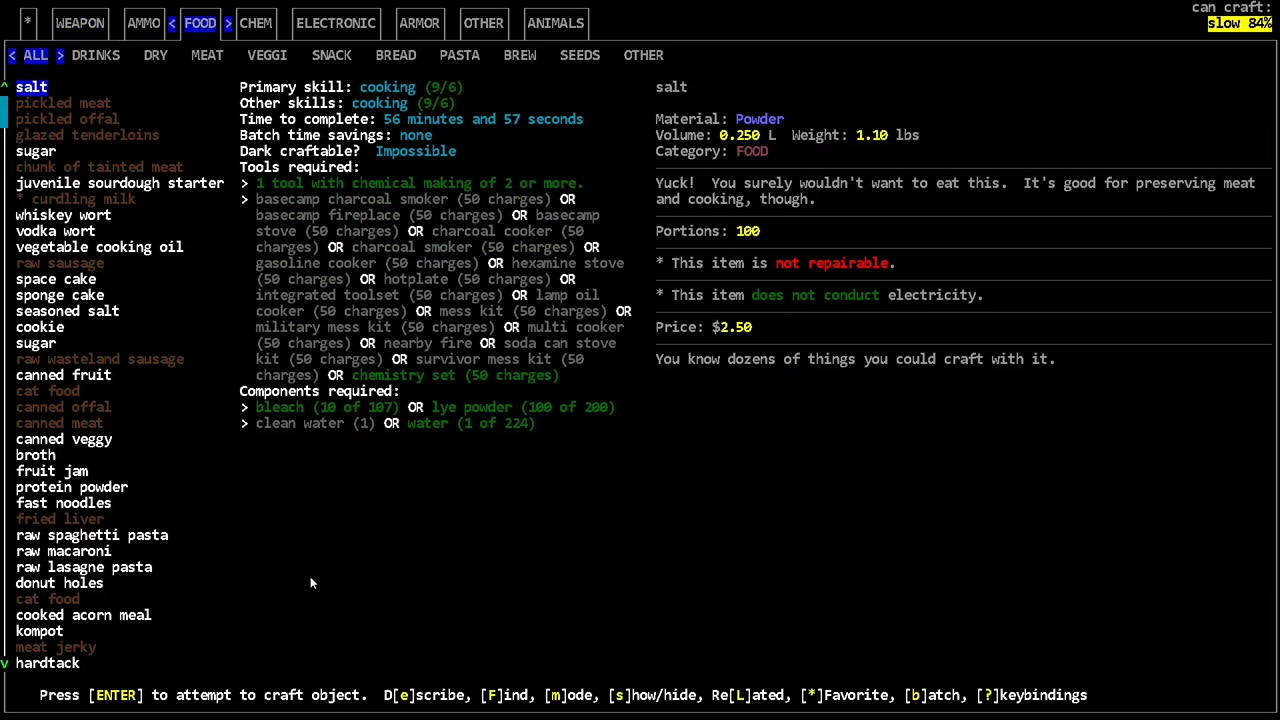 can craft:
* WEAPON AMMO < FOOD > CHEM ELECTRONIC ARMOR OTHER ANIMALS
slow 84%
< ALL > DRINKS DRY MEAT VEGGI SNACK BREAD PASTA BREW SEEDS OTHER
^ salt
pickled meat
pickled offal
glazed tenderloins
sugar
chunk of tainted meat
juvenile sourdough starter
* curdling milk
whiskey wort
vodka wort
vegetable cooking oil
raw sausage
space cake
sponge cake
seasoned salt
cookie
sugar
raw wasteland sausage
canned fruit
cat food
canned offal
canned meat
canned veggy
broth
fruit jam
protein powder
fast noodles
fried liver
raw spaghetti pasta
raw macaroni
raw lasagne pasta
donut holes
cat food
cooked acorn meal
kompot
meat jerky
v hardtack
Primary skill: cooking (9/6)
Other skills: cooking (9/6)
Time to complete: 56 minutes and 57 seconds
Batch time savings: none
Dark craftable? Impossible
Tools required:
> 1 tool with chemical making of 2 or more.
> basecamp charcoal smoker (50 charges) OR
basecamp fireplace (50 charges) OR basecamp
stove (50 charges) OR charcoal cooker (50
charges) OR charcoal smoker (50 charges) OR
gasoline cooker (50 charges) OR hexamine stove
(50 charges) OR hotplate (50 charges) OR
integrated toolset (50 charges) OR lamp oil
cooker (50 charges) OR mess kit (50 charges) OR
military mess kit (50 charges) OR multi cooker
(50 charges) OR nearby fire OR soda can stove
kit (50 charges) OR survivor mess kit (50
charges) OR chemistry set (50 charges)
Components required:
> bleach (10 of 107) OR lye powder (100 of 200)
> clean water (1) OR water (1 of 224)
salt
Material: Powder
Volume: 0.250 L Weight: 1.10 lbs
Category: FOOD
Yuck! You surely wouldn't want to eat this. It's good for preserving meat
and cooking, though.
Portions: 100
* This item is not repairable.
* This item does not conduct electricity.
Price: $2.50
You know dozens of things you could craft with it.
Press [ENTER] to attempt to craft object. D[e]scribe, [F]ind, [m]ode, [s]how/hide, Re[L]ated, [*]Favorite, [b]atch, [?]keybindings